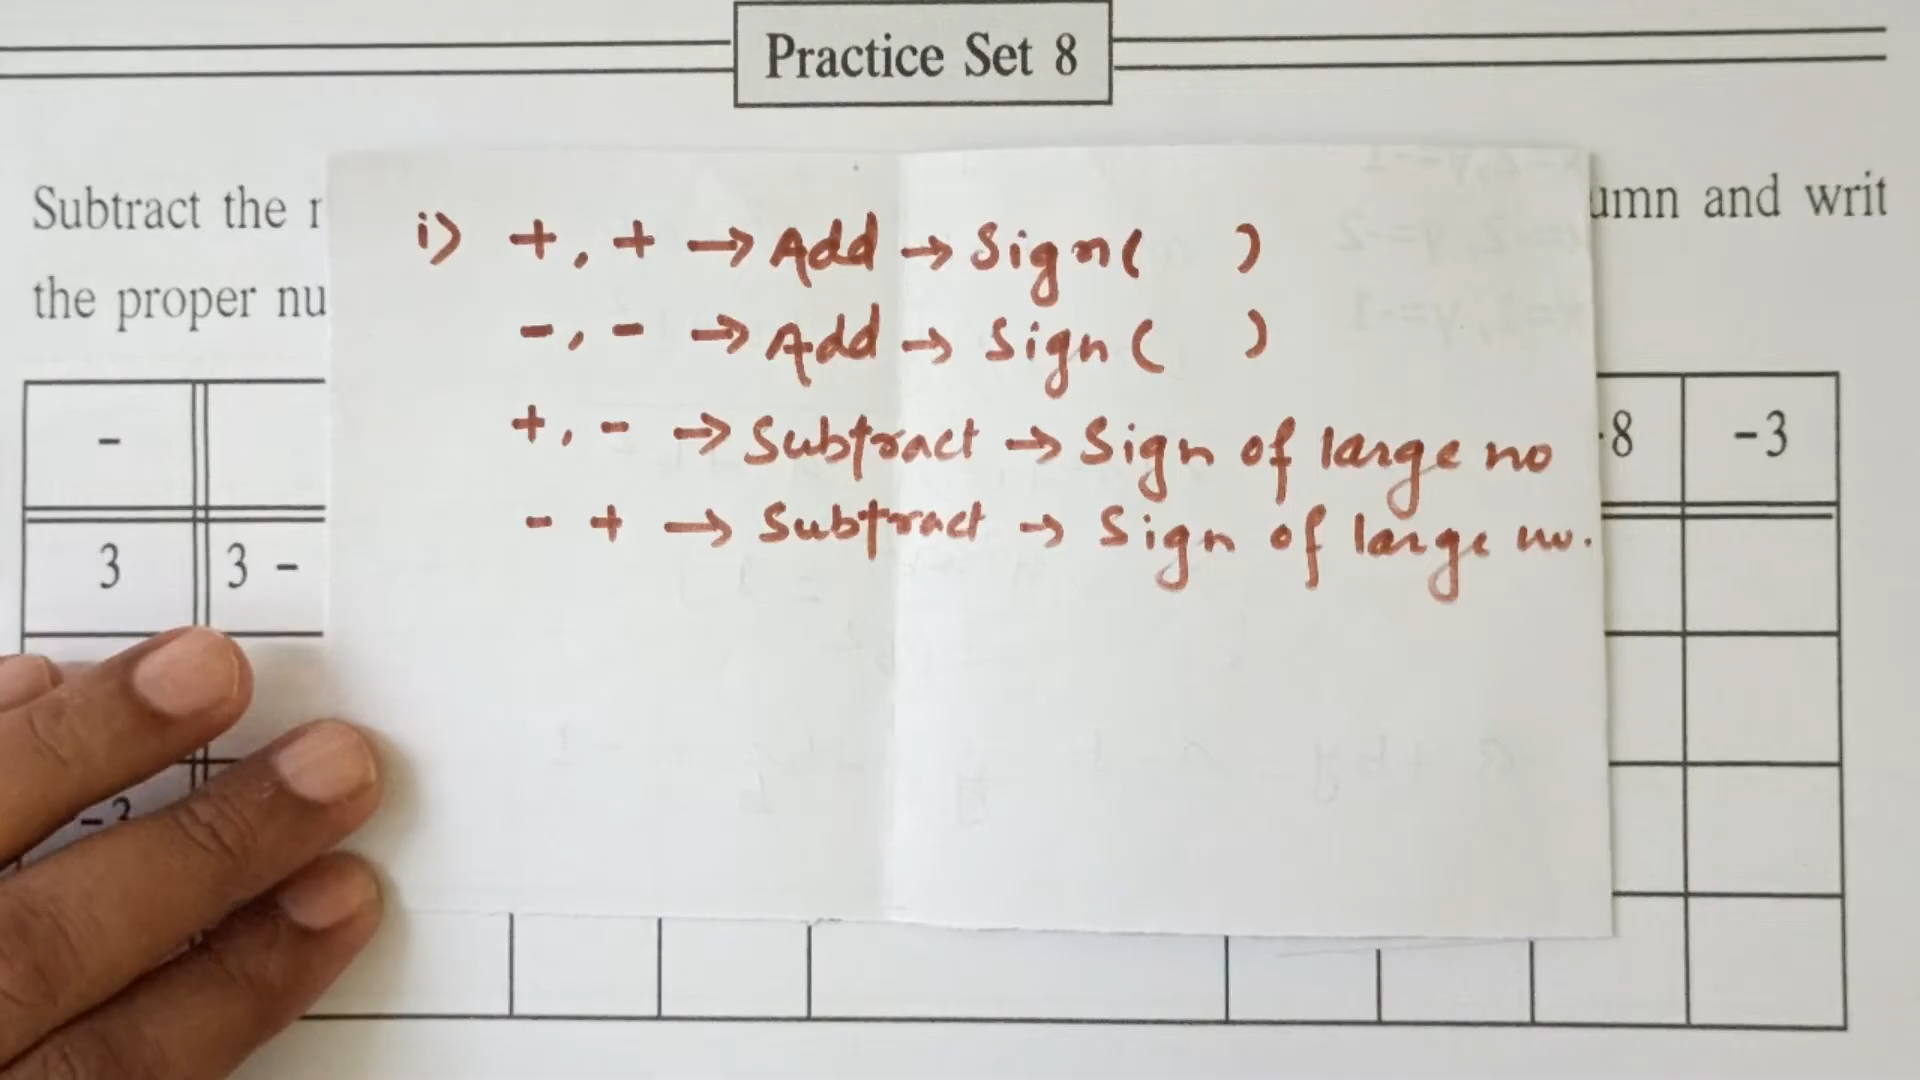 Practice Set 8
Subtract the
umn and writ
the proper nu
i) +, + → Add → Sign( )
-, - → Add → Sign( )
+, - → Subtract → Sign of large no
- + → Subtract → Sign of large no.
- -8 -3
3 3 -
-3